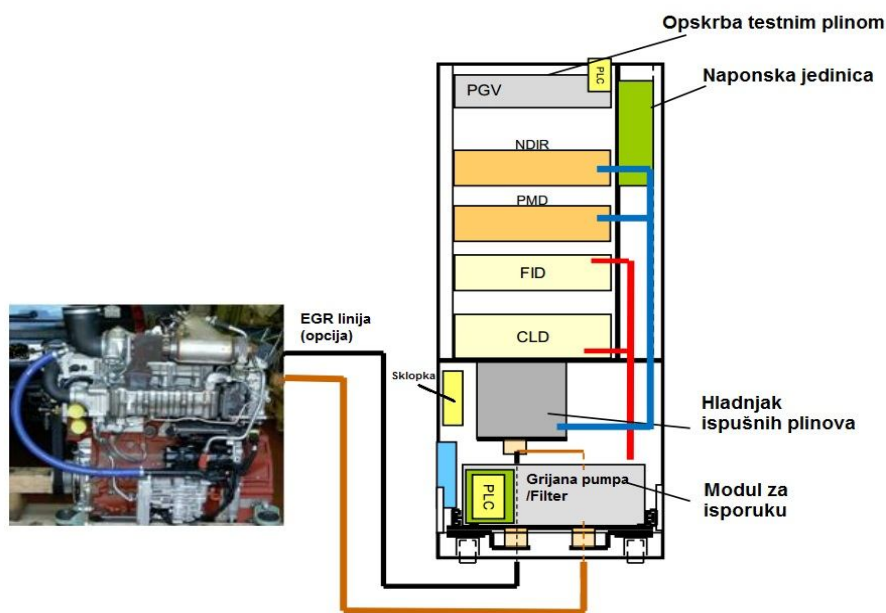 Opskrba testnim plinom
PLC
Naponska jedinica
PGV
NDIR
PMD
FID
EGR linija
(opcija)
CLD
Sklopka
Hladnjak
ispušnih plinova
Grijana pumpa
/Filter
PLC
Modul za
isporuku